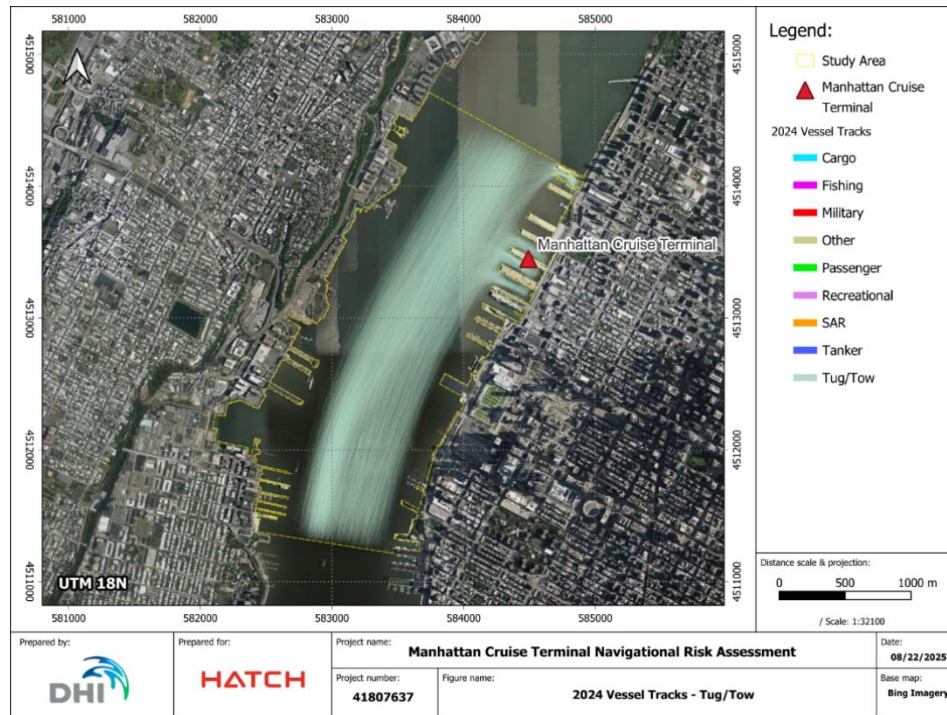 581000 582000 583000 584000 585000
4515000
4515000
4514000
4514000
4513000
4513000
4512000
4512000
4511000
4511000
Manhattan Cruise Terminal
UTM 18N
581000 582000 583000 584000 585000
Legend:
Study Area
Manhattan Cruise
Terminal
2024 Vessel Tracks
Cargo
Fishing
Military
Other
Passenger
Recreational
SAR
Tanker
Tug/Tow
Distance scale & projection:
0 500 1000 m
/ Scale: 1:32100
Prepared by:
DHI
Prepared for:
HATCH
Project name:
Manhattan Cruise Terminal Navigational Risk Assessment
Date:
08/22/2025
Project number:
41807637
Figure name:
2024 Vessel Tracks - Tug/Tow
Base map:
Bing Imagery